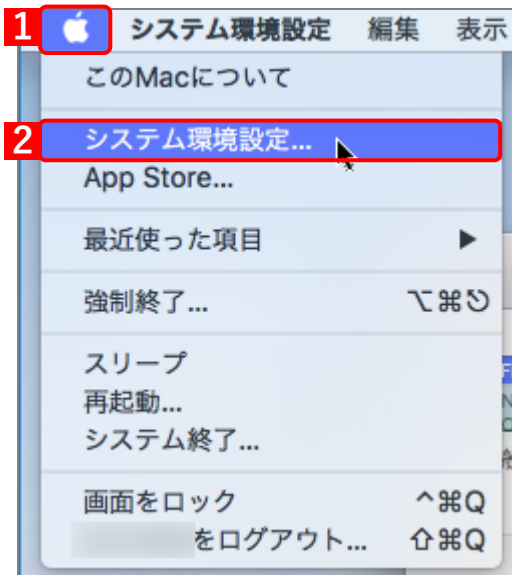 1 システム環境設定 編集 表示
このMacについて
2 システム環境設定...
App Store...
最近使った項目 ▶
強制終了... ⌥⌘⎋
スリープ
再起動...
システム終了...
画面をロック ^⌘Q
をログアウト... ⇧⌘Q